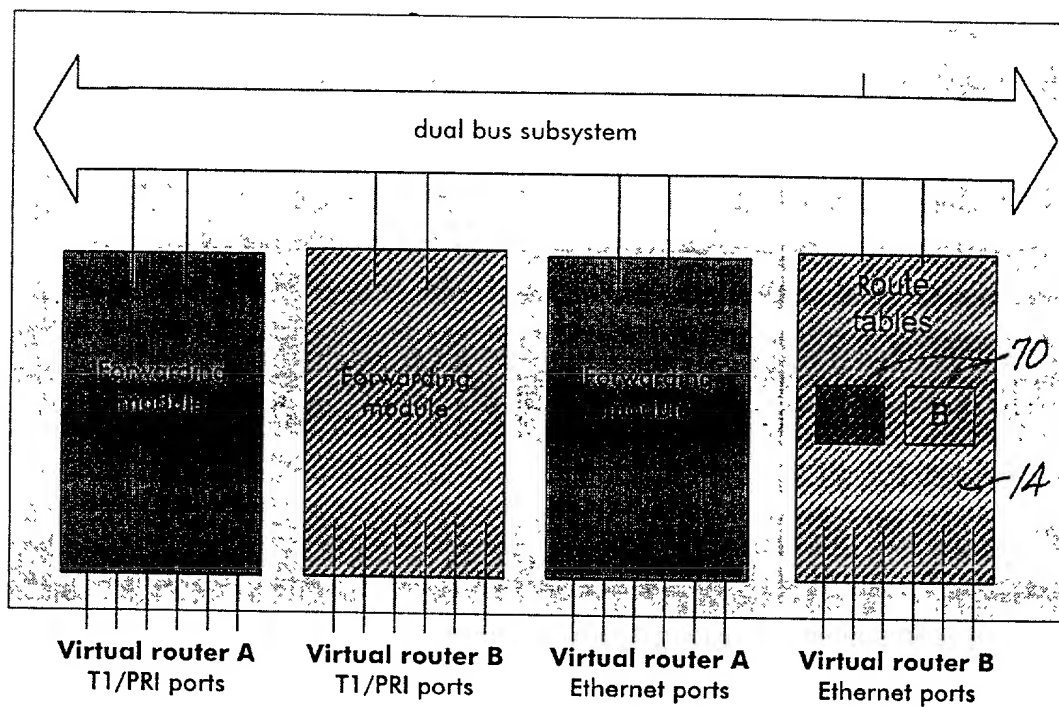 dual bus subsystem
Forwarding
module
Forwarding
module
Forwarding
module
Route
tables
70
B
14
Virtual router A
T1/PRI ports
Virtual router B
T1/PRI ports
Virtual router A
Ethernet ports
Virtual router B
Ethernet ports